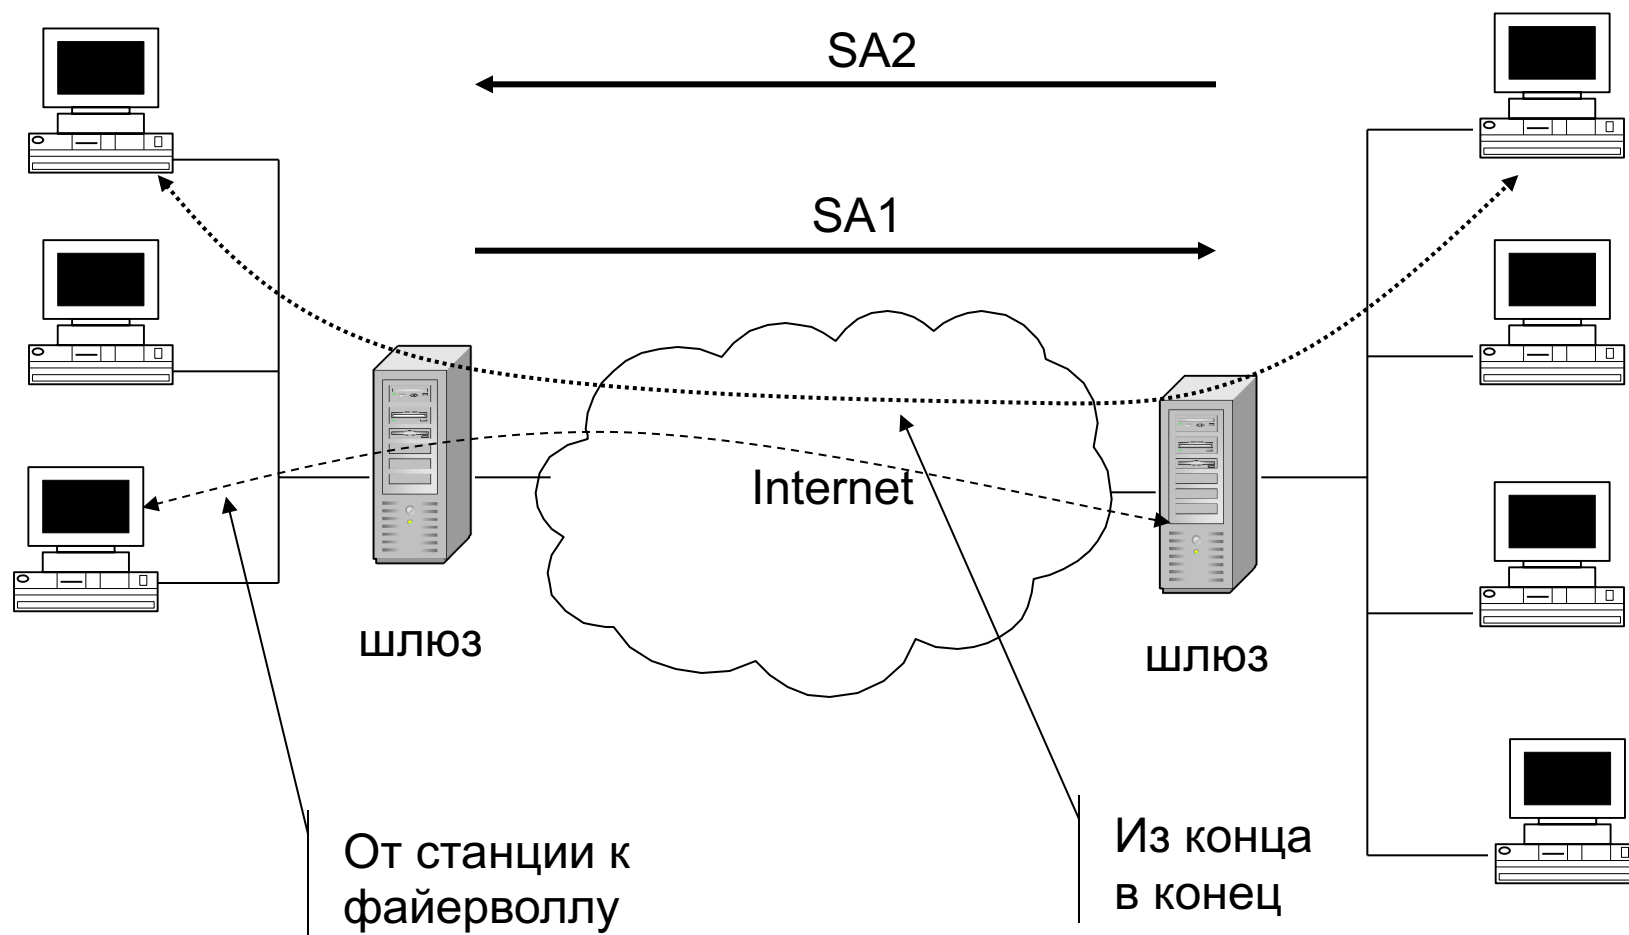 SA2
SA1
Internet
шлюз
шлюз
От станции к
файерволлу
Из конца
в конец